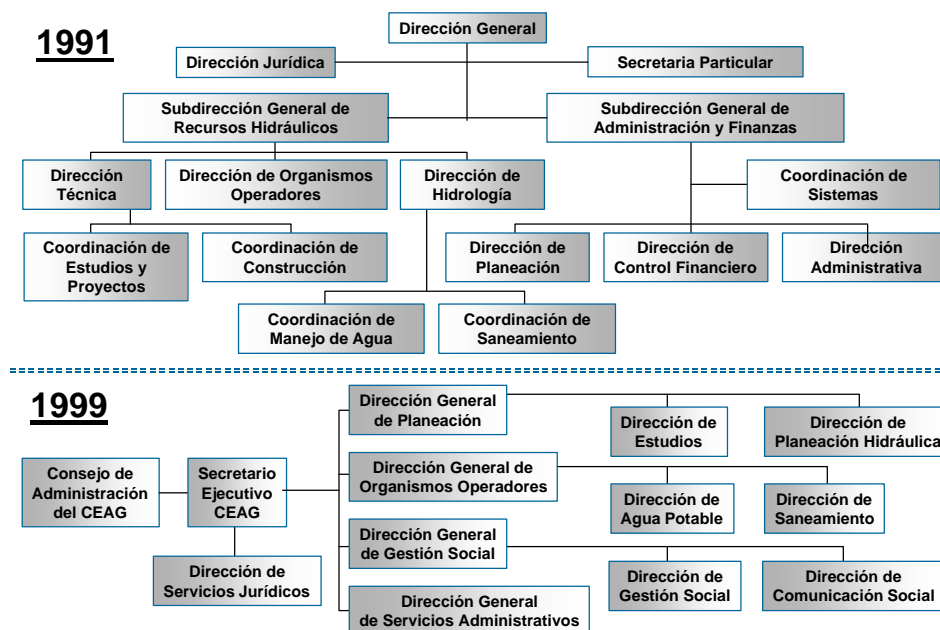 1991
Dirección General
Dirección Jurídica
Secretaria Particular
Subdirección General de
Recursos Hidráulicos
Subdirección General de
Administración y Finanzas
Dirección
Técnica
Dirección de Organismos
Operadores
Dirección de
Hidrología
Coordinación de
Sistemas
Coordinación de
Estudios y
Proyectos
Coordinación de
Construcción
Dirección de
Planeación
Dirección de
Control Financiero
Dirección
Administrativa
Coordinación de
Manejo de Agua
Coordinación de
Saneamiento
1999
Dirección General
de Planeación
Dirección de
Estudios
Dirección de
Planeación Hidráulica
Consejo de
Administración
del CEAG
Secretario
Ejecutivo
CEAG
Dirección General de
Organismos Operadores
Dirección de
Agua Potable
Dirección de
Saneamiento
Dirección General
de Gestión Social
Dirección de
Servicios Jurídicos
Dirección de
Gestión Social
Dirección de
Comunicación Social
Dirección General
de Servicios Administrativos